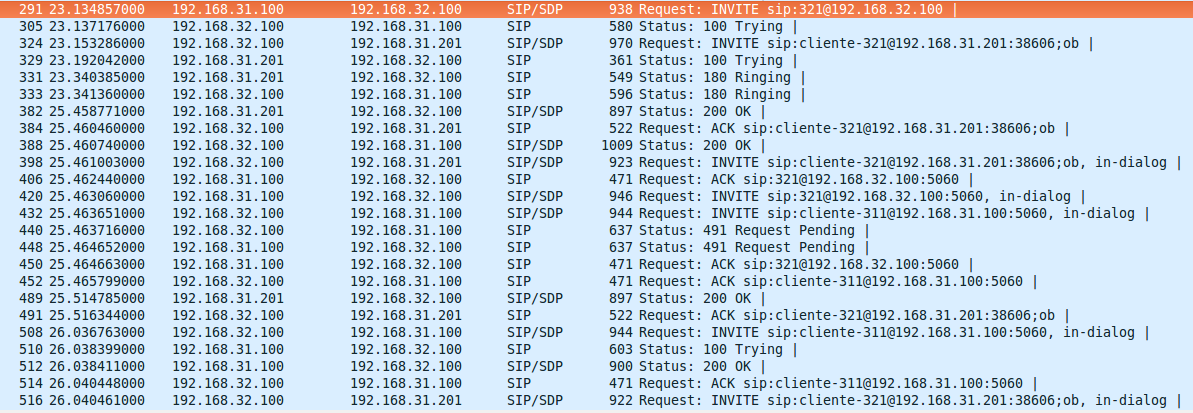 291 23.134857000 192.168.31.100 192.168.32.100 SIP/SDP 938 Request: INVITE sip:321@192.168.32.100 |
305 23.137176000 192.168.32.100 192.168.31.100 SIP 580 Status: 100 Trying |
324 23.153286000 192.168.32.100 192.168.31.201 SIP/SDP 970 Request: INVITE sip:cliente-321@192.168.31.201:38606;ob |
329 23.192042000 192.168.31.201 192.168.32.100 SIP 361 Status: 100 Trying |
331 23.340385000 192.168.31.201 192.168.32.100 SIP 549 Status: 180 Ringing |
333 23.341360000 192.168.32.100 192.168.31.100 SIP 596 Status: 180 Ringing |
382 25.458771000 192.168.31.201 192.168.32.100 SIP/SDP 897 Status: 200 OK |
384 25.460460000 192.168.32.100 192.168.31.201 SIP 522 Request: ACK sip:cliente-321@192.168.31.201:38606;ob |
388 25.460740000 192.168.32.100 192.168.31.100 SIP/SDP 1009 Status: 200 OK |
398 25.461003000 192.168.32.100 192.168.31.201 SIP/SDP 923 Request: INVITE sip:cliente-321@192.168.31.201:38606;ob, in-dialog |
406 25.462440000 192.168.31.100 192.168.32.100 SIP 471 Request: ACK sip:321@192.168.32.100:5060 |
420 25.463060000 192.168.31.100 192.168.32.100 SIP/SDP 946 Request: INVITE sip:321@192.168.32.100:5060, in-dialog |
432 25.463651000 192.168.32.100 192.168.31.100 SIP/SDP 944 Request: INVITE sip:cliente-311@192.168.31.100:5060, in-dialog |
440 25.463716000 192.168.31.100 192.168.32.100 SIP 637 Status: 491 Request Pending |
448 25.464652000 192.168.32.100 192.168.31.100 SIP 637 Status: 491 Request Pending |
450 25.464663000 192.168.31.100 192.168.32.100 SIP 471 Request: ACK sip:321@192.168.32.100:5060 |
452 25.465799000 192.168.32.100 192.168.31.100 SIP 471 Request: ACK sip:cliente-311@192.168.31.100:5060 |
489 25.514785000 192.168.31.201 192.168.32.100 SIP/SDP 897 Status: 200 OK |
491 25.516344000 192.168.32.100 192.168.31.201 SIP 522 Request: ACK sip:cliente-321@192.168.31.201:38606;ob |
508 26.036763000 192.168.32.100 192.168.31.100 SIP/SDP 944 Request: INVITE sip:cliente-311@192.168.31.100:5060, in-dialog |
510 26.038399000 192.168.31.100 192.168.32.100 SIP 603 Status: 100 Trying |
512 26.038411000 192.168.31.100 192.168.32.100 SIP/SDP 900 Status: 200 OK |
514 26.040448000 192.168.32.100 192.168.31.100 SIP 471 Request: ACK sip:cliente-311@192.168.31.100:5060 |
516 26.040461000 192.168.32.100 192.168.31.201 SIP/SDP 922 Request: INVITE sip:cliente-321@192.168.31.201:38606;ob, in-dialog |